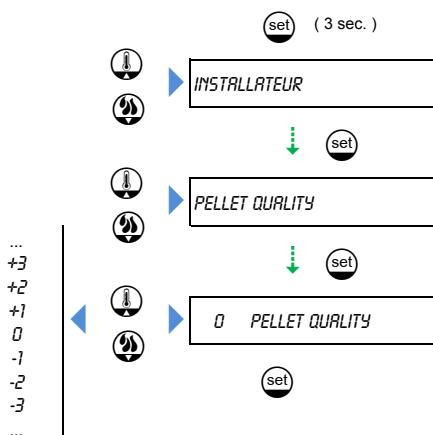 set ( 3 sec. )
INSTALLATEUR
set
PELLET QUALITY
set
...
+3
+2
+1
0
-1
-2
-3
...
0 PELLET QUALITY
set